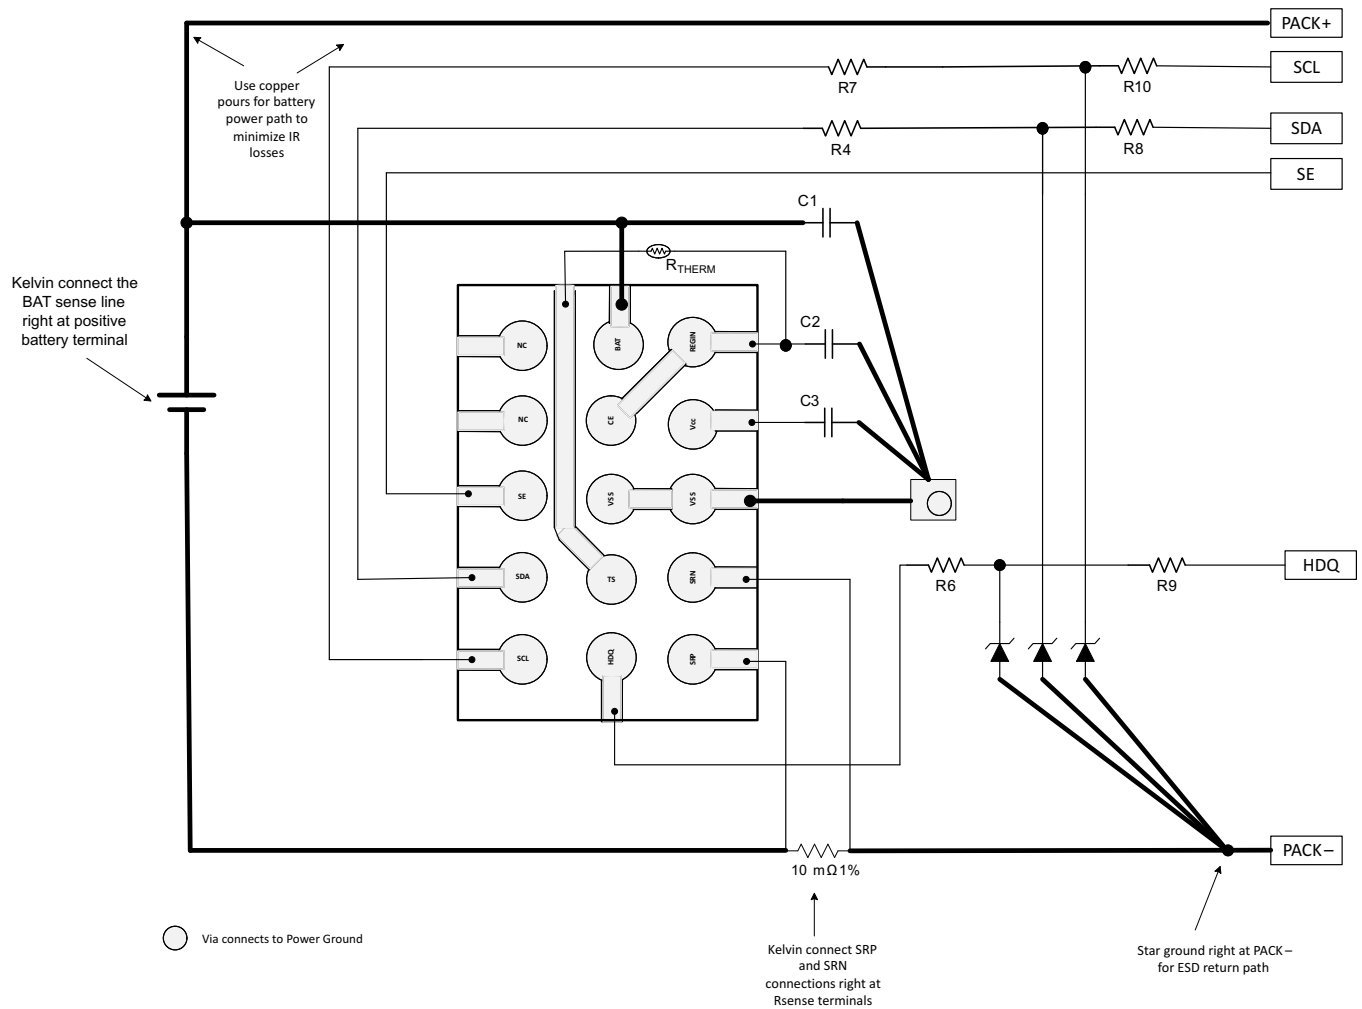 PACK+
SCL
R7
R10
Use copper
pours for battery
power path to
minimize IR
losses
SDA
R4
R8
SE
C1
RTHERM
Kelvin connect the
BAT sense line
right at positive
battery terminal
NC
BAT
REGIN
C2
NC
CE
Vcc
C3
SE
VSS
VSS
SDA
TS
SRN
R6
R9
HDQ
SCL
HDQ
SRP
10 mΩ 1%
PACK–
Via connects to Power Ground
Kelvin connect SRP
and SRN
connections right at
Rsense terminals
Star ground right at PACK–
for ESD return path